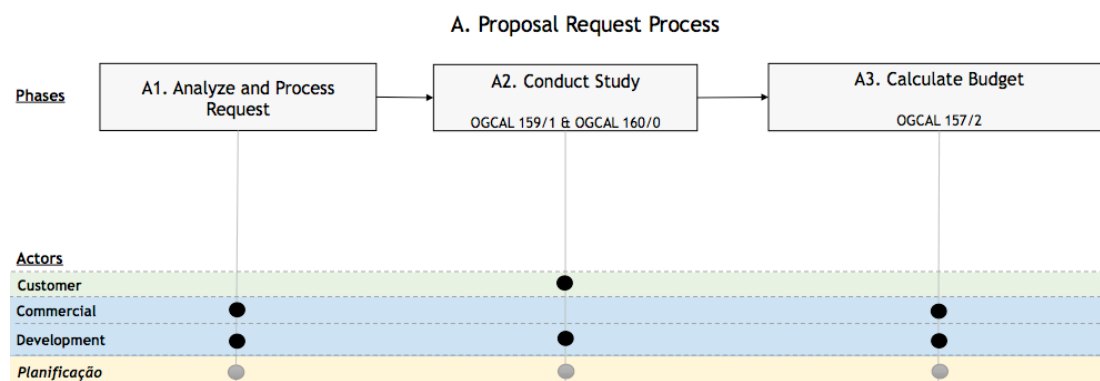 A. Proposal Request Process
Phases
A1. Analyze and Process
Request
A2. Conduct Study
OGCAL 159/1 & OGCAL 160/0
A3. Calculate Budget
OGCAL 157/2
Actors
Customer
Commercial
Development
Planificação